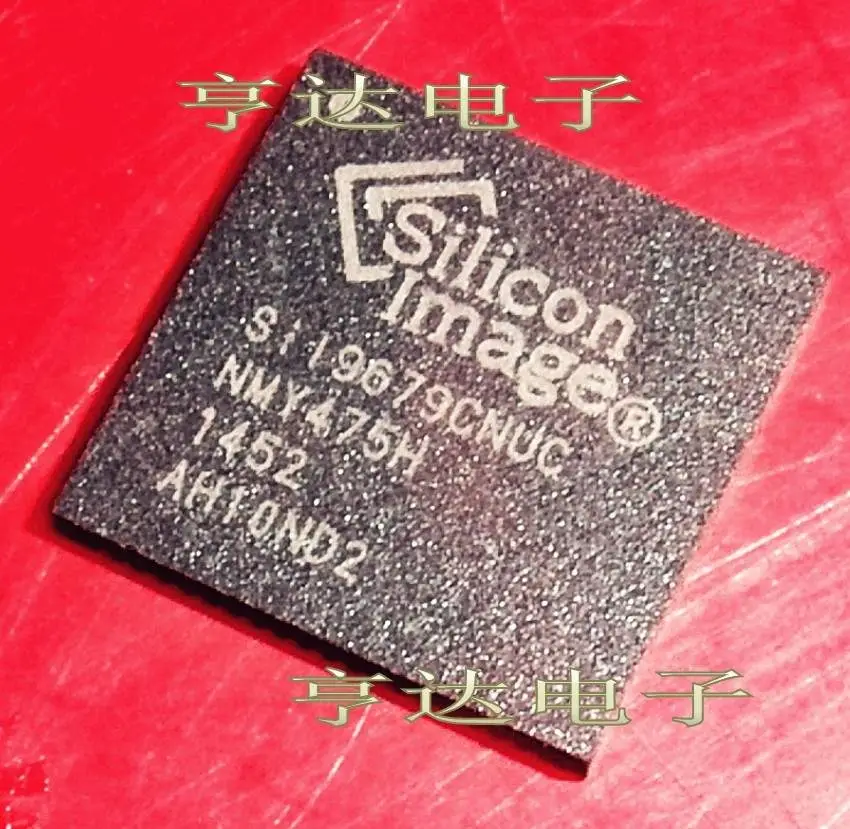 亨达电子
Silicon
Image®
SiI9679CNUC
NMY475H
1452
AH10ND2
亨达电子